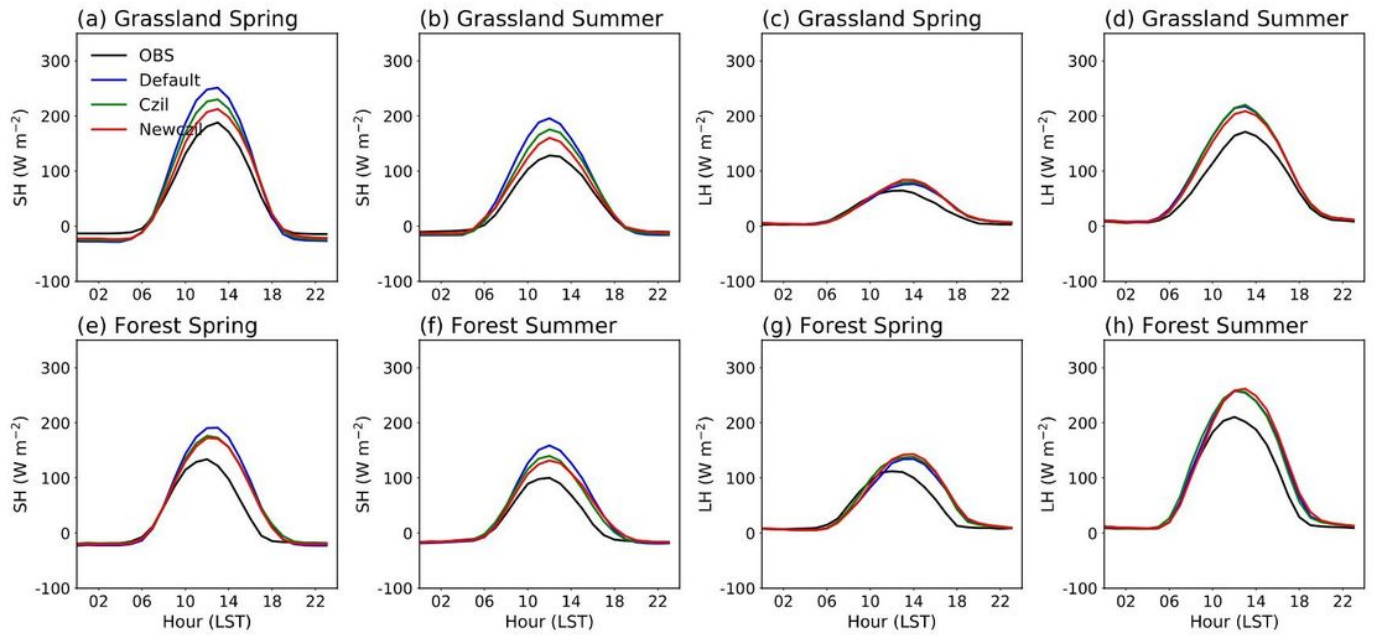 (a) Grassland Spring
OBS
Default
Czil
Newczil
300
200
100
0
-100
SH (W m⁻²)
02 06 10 14 18 22
(b) Grassland Summer
300
200
100
0
-100
SH (W m⁻²)
02 06 10 14 18 22
(c) Grassland Spring
300
200
100
0
-100
LH (W m⁻²)
02 06 10 14 18 22
(d) Grassland Summer
300
200
100
0
-100
LH (W m⁻²)
02 06 10 14 18 22
(e) Forest Spring
300
200
100
0
-100
SH (W m⁻²)
02 06 10 14 18 22
Hour (LST)
(f) Forest Summer
300
200
100
0
-100
SH (W m⁻²)
02 06 10 14 18 22
Hour (LST)
(g) Forest Spring
300
200
100
0
-100
LH (W m⁻²)
02 06 10 14 18 22
Hour (LST)
(h) Forest Summer
300
200
100
0
-100
LH (W m⁻²)
02 06 10 14 18 22
Hour (LST)